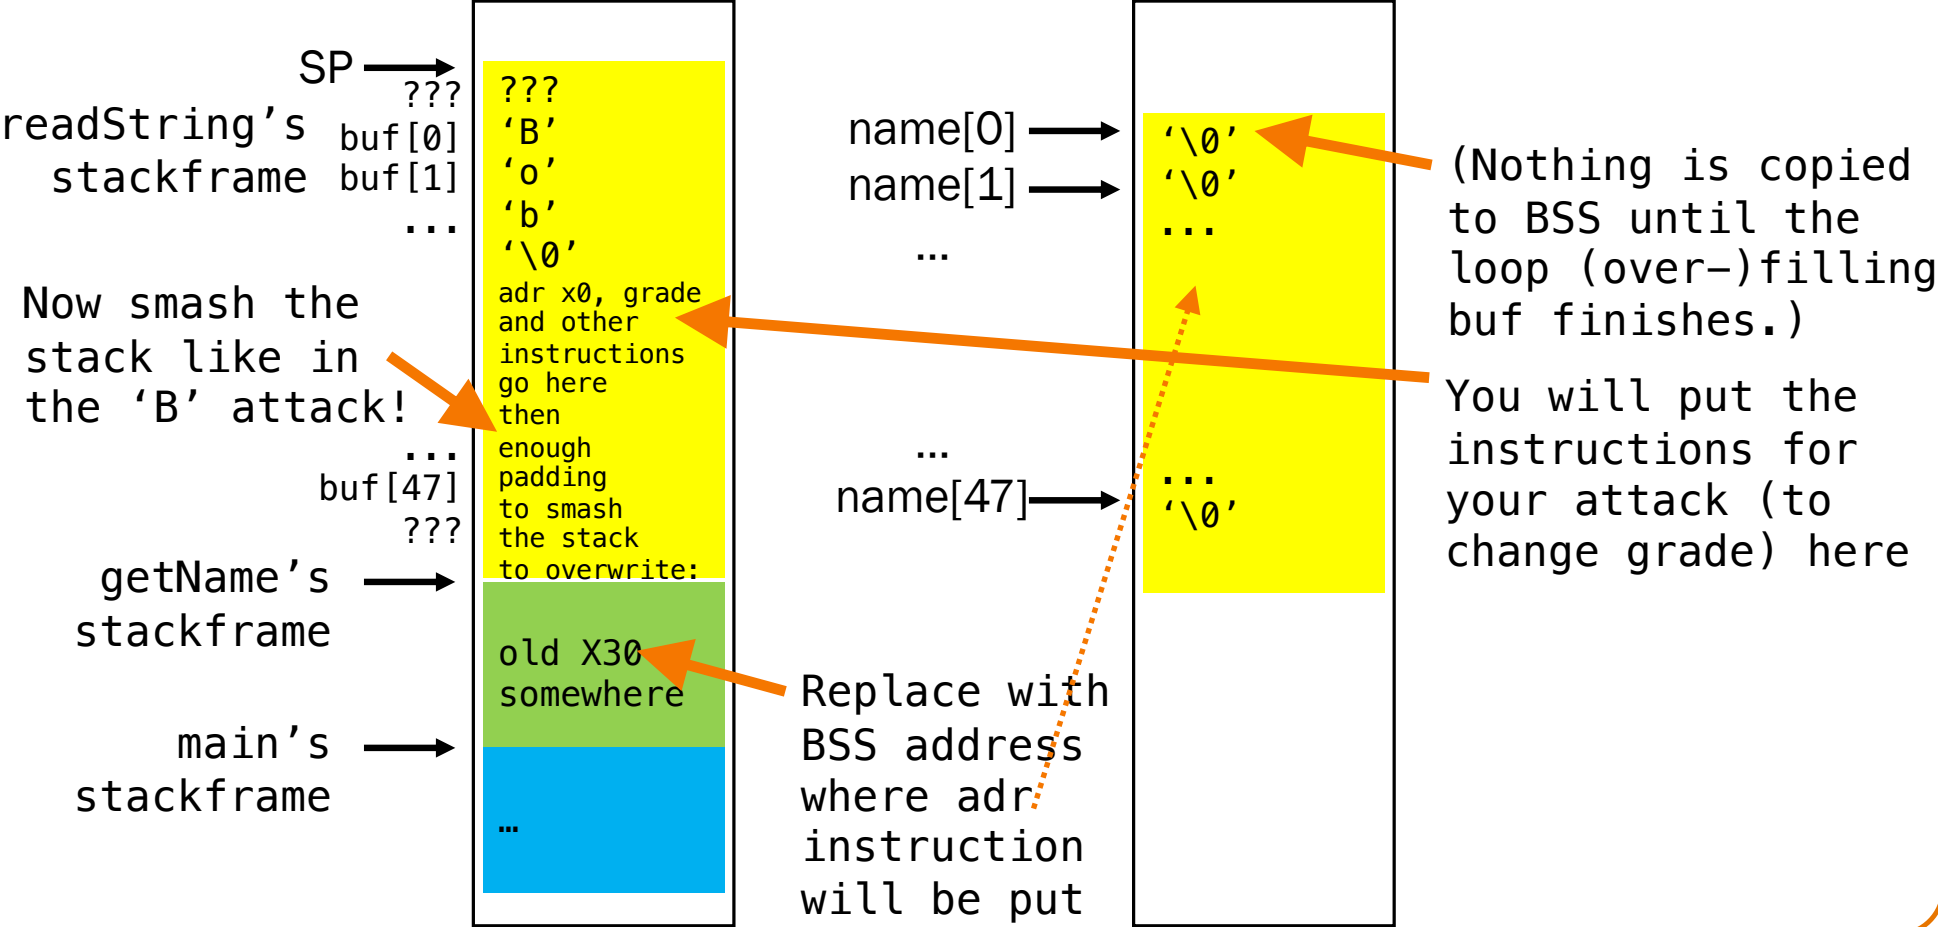 SP
???
readString’s
stackframe
buf[0]
buf[1]
...
Now smash the
stack like in
the ‘B’ attack!
...
buf[47]
???
getName’s
stackframe
main’s
stackframe
???
‘B’
‘o’
‘b’
‘\0’
adr x0, grade
and other
instructions
go here
then
enough
padding
to smash
the stack
to overwrite:
old X30
somewhere
…
name[0]
name[1]
...
...
name[47]
Replace with
BSS address
where adr
instruction
will be put
‘\0’
‘\0’
...
...
‘\0’
(Nothing is copied
to BSS until the
loop (over–)filling
buf finishes.)
You will put the
instructions for
your attack (to
change grade) here